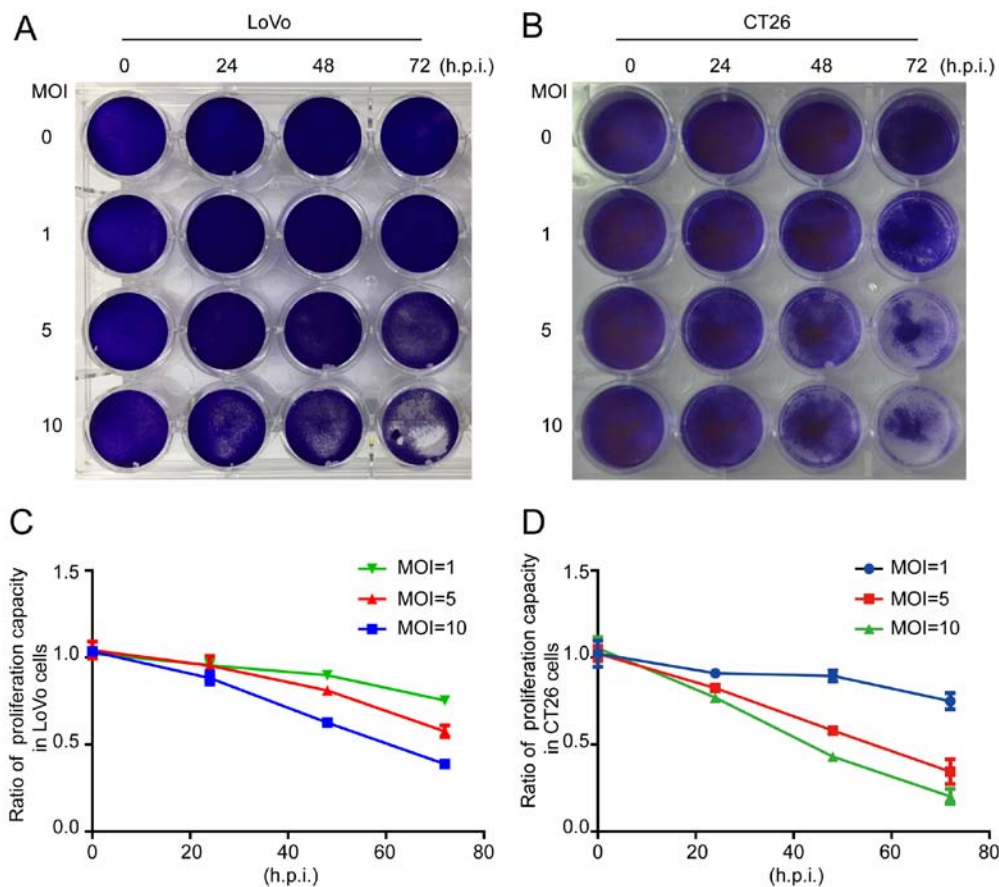 A
LoVo
0 24 48 72 (h.p.i.)
MOI
0
1
5
10
B
CT26
0 24 48 72 (h.p.i.)
MOI
0
1
5
10
C
Ratio of proliferation capacity
in LoVo cells
1.5
1.0
0.5
0.0
0 20 40 60 80
(h.p.i.)
MOI=1
MOI=5
MOI=10
D
Ratio of proliferation capacity
in CT26 cells
1.5
1.0
0.5
0.0
0 20 40 60 80
(h.p.i.)
MOI=1
MOI=5
MOI=10